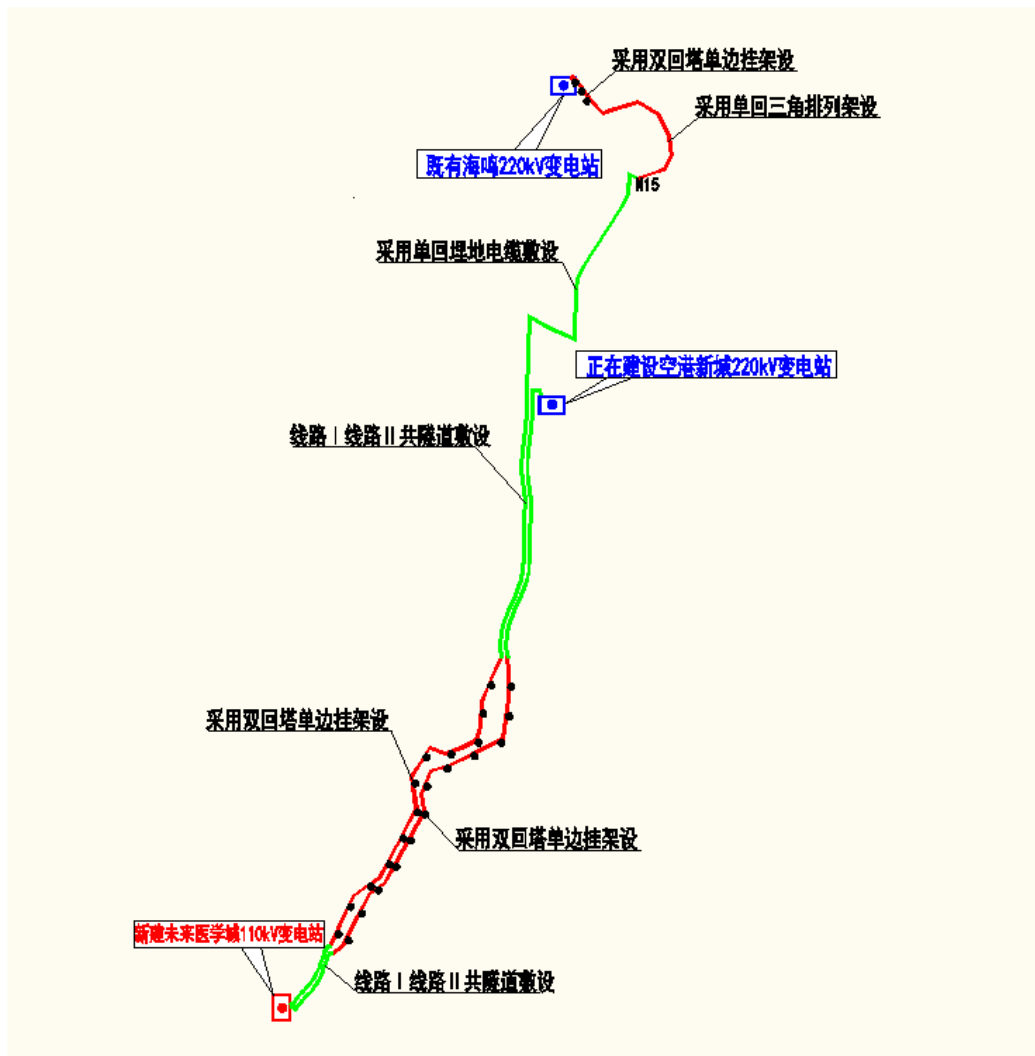 采用双回塔单边挂架设
采用单回三角排列架设
既有海鸣220kV变电站
N15
采用单回埋地电缆敷设
正在建设空港新城220kV变电站
线路Ⅰ线路Ⅱ共隧道敷设
采用双回塔单边挂架设
采用双回塔单边挂架设
新建未来医学城110kV变电站
线路Ⅰ线路Ⅱ共隧道敷设